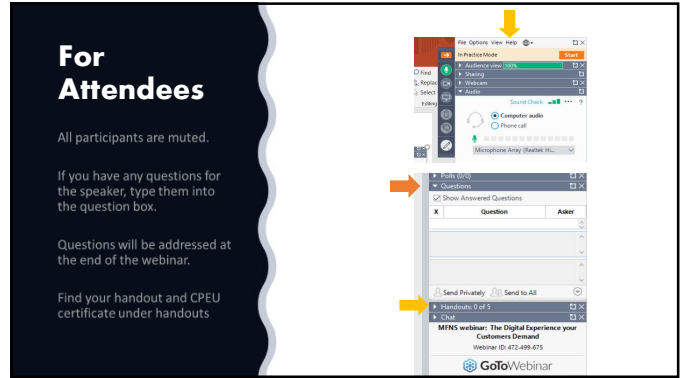 For
Attendees
All participants are muted.
If you have any questions for
the speaker, type them into
the question box.
Questions will be addressed at
the end of the webinar.
Find your handout and CPEU
certificate under handouts
File Options View Help
In Practice Mode Start
Audience view 100%
Sharing
Webcam
Audio
Find
Replac
Select
Editing
Sound Check ?
Computer audio
Phone call
Microphone Array (Realtek Hi...
Polls (0/0)
Questions
Show Answered Questions
X Question Asker
Send Privately Send to All
Handouts: 0 of 5
Chat
MFNS webinar: The Digital Experience your
Customers Demand
Webinar ID: 472-499-675
GoToWebinar